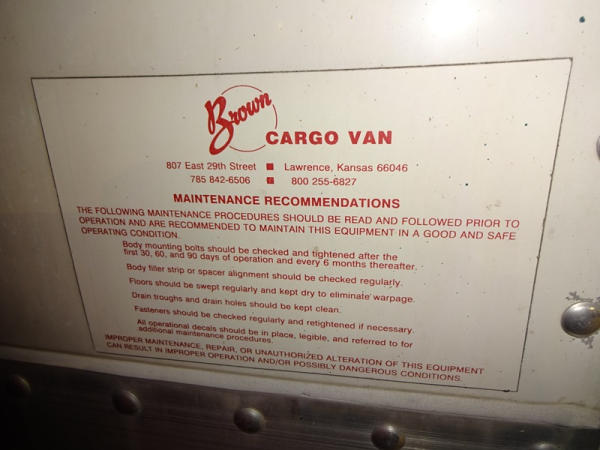 Brown
CARGO VAN
807 East 29th Street ■ Lawrence, Kansas 66046
785 842-6506 ■ 800 255-6827
MAINTENANCE RECOMMENDATIONS
THE FOLLOWING MAINTENANCE PROCEDURES SHOULD BE READ AND FOLLOWED PRIOR TO
OPERATION AND ARE RECOMMENDED TO MAINTAIN THIS EQUIPMENT IN A GOOD AND SAFE
OPERATING CONDITION.
Body mounting bolts should be checked and tightened after the
first 30, 60, and 90 days of operation and every 6 months thereafter.
Body filler strip or spacer alignment should be checked regularly.
Floors should be swept regularly and kept dry to eliminate warpage.
Drain troughs and drain holes should be kept clean.
Fasteners should be checked regularly and retightened if necessary.
All operational decals should be in place, legible, and referred to for
additional maintenance procedures.
IMPROPER MAINTENANCE, REPAIR, OR UNAUTHORIZED ALTERATION OF THIS EQUIPMENT
CAN RESULT IN IMPROPER OPERATION AND/OR POSSIBLY DANGEROUS CONDITIONS.